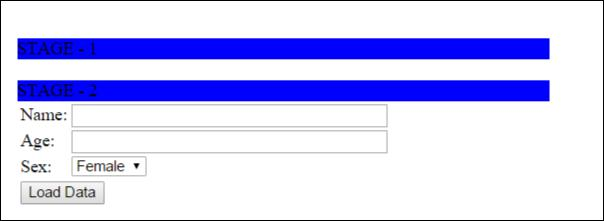 STAGE - 1
STAGE - 2
Name:
Age:
Sex: Female
Load Data